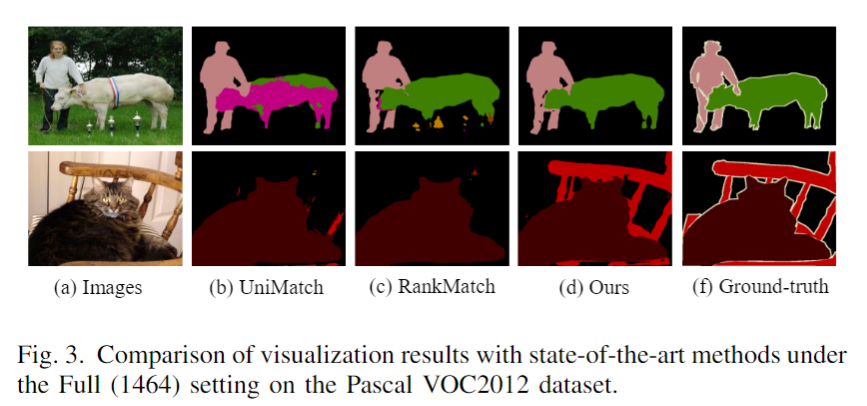 (a) Images (b) UniMatch (c) RankMatch (d) Ours (f) Ground-truth
Fig. 3. Comparison of visualization results with state-of-the-art methods under
the Full (1464) setting on the Pascal VOC2012 dataset.